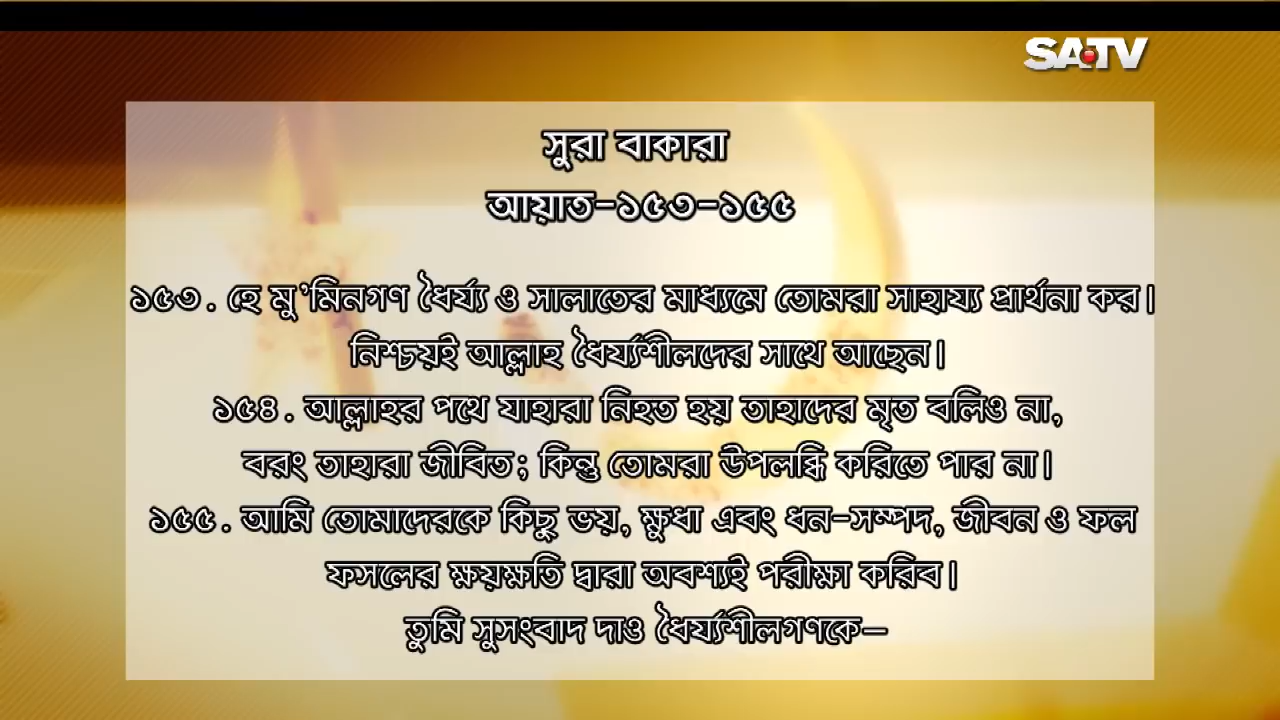 SATV
সুরা বাকারা
আয়াত-১৫৩-১৫৫
১৫৩. হে মু'মিনগণ ধৈর্য্য ও সালাতের মাধ্যমে তোমরা সাহায্য প্রার্থনা কর।
নিশ্চয়ই আল্লাহ ধৈর্য্যশীলদের সাথে আছেন।
১৫৪. আল্লাহর পথে যাহারা নিহত হয় তাহাদের মৃত বলিও না,
বরং তাহারা জীবিত; কিন্তু তোমরা উপলব্ধি করিতে পার না।
১৫৫. আমি তোমাদেরকে কিছু ভয়, ক্ষুধা এবং ধন-সম্পদ, জীবন ও ফল
ফসলের ক্ষয়ক্ষতি দ্বারা অবশ্যই পরীক্ষা করিব।
তুমি সুসংবাদ দাও ধৈর্য্যশীলগণকে-